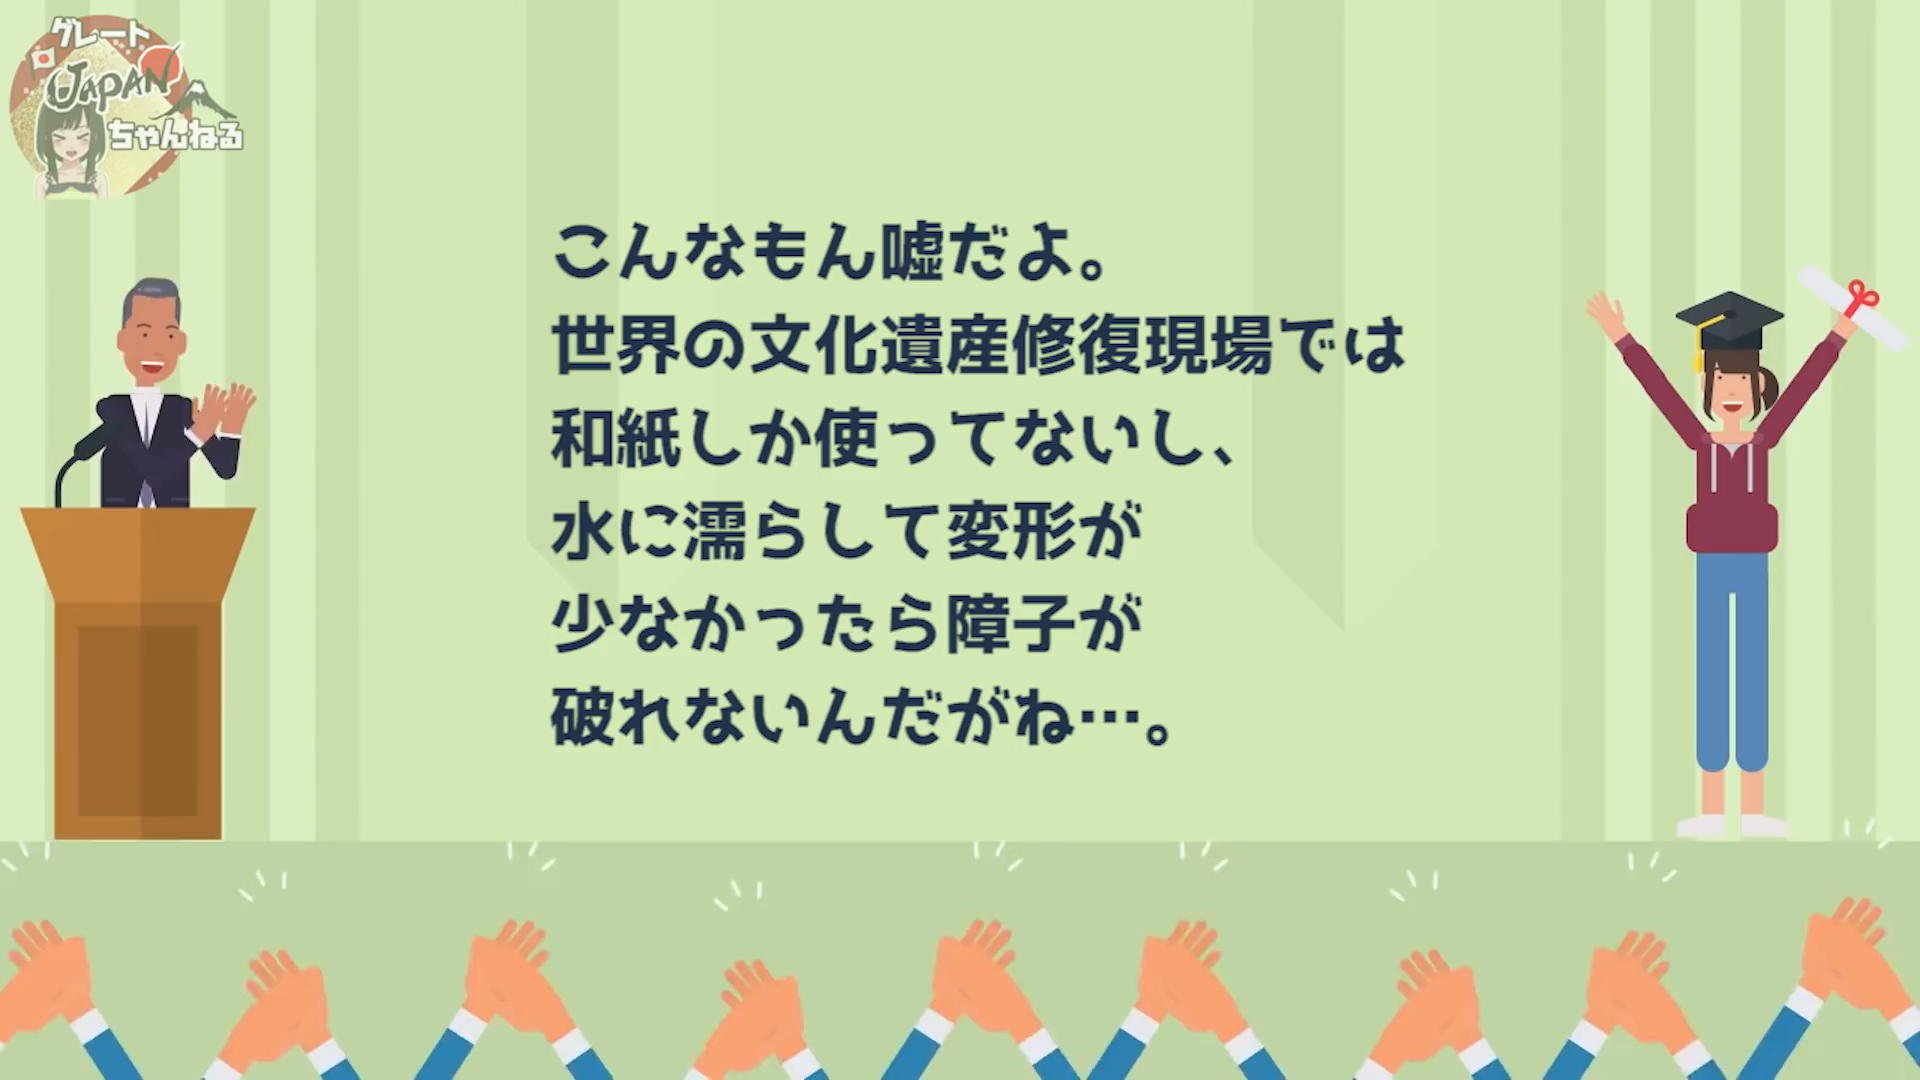 グレート
JAPAN
ちゃんねる
こんなもん嘘だよ。
世界の文化遺産修復現場では
和紙しか使ってないし、
水に濡らして変形が
少なかったら障子が
破れないんだがね…。